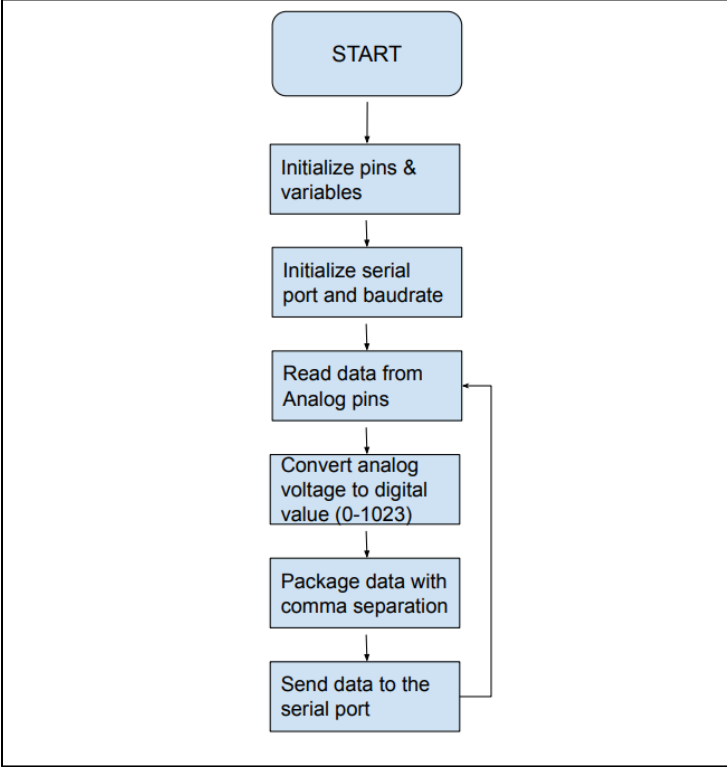 START
Initialize pins &
variables
Initialize serial
port and baudrate
Read data from
Analog pins
Convert analog
voltage to digital
value (0-1023)
Package data with
comma separation
Send data to the
serial port